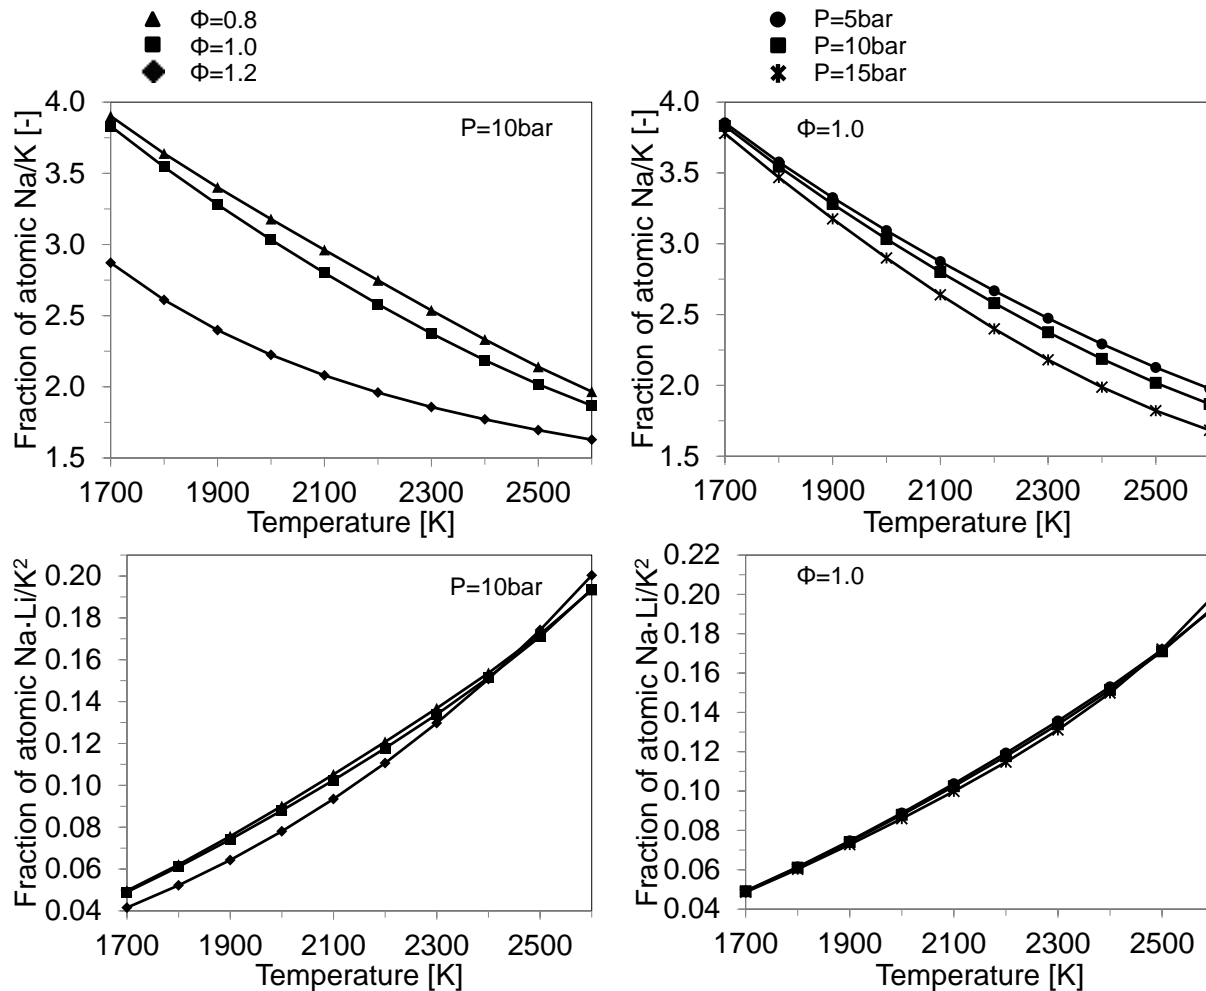 Φ=0.8
Φ=1.0
Φ=1.2
P=5bar
P=10bar
P=15bar
Fraction of atomic Na/K [-]
4.0
3.5
3.0
2.5
2.0
1.5
P=10bar
1700 1900 2100 2300 2500
Temperature [K]
Fraction of atomic Na/K [-]
4.0
3.5
3.0
2.5
2.0
1.5
Φ=1.0
1700 1900 2100 2300 2500
Temperature [K]
Fraction of atomic Na·Li/K²
0.20
0.18
0.16
0.14
0.12
0.10
0.08
0.06
0.04
P=10bar
1700 1900 2100 2300 2500
Temperature [K]
Fraction of atomic Na·Li/K²
0.22
0.20
0.18
0.16
0.14
0.12
0.10
0.08
0.06
0.04
Φ=1.0
1700 1900 2100 2300 2500
Temperature [K]